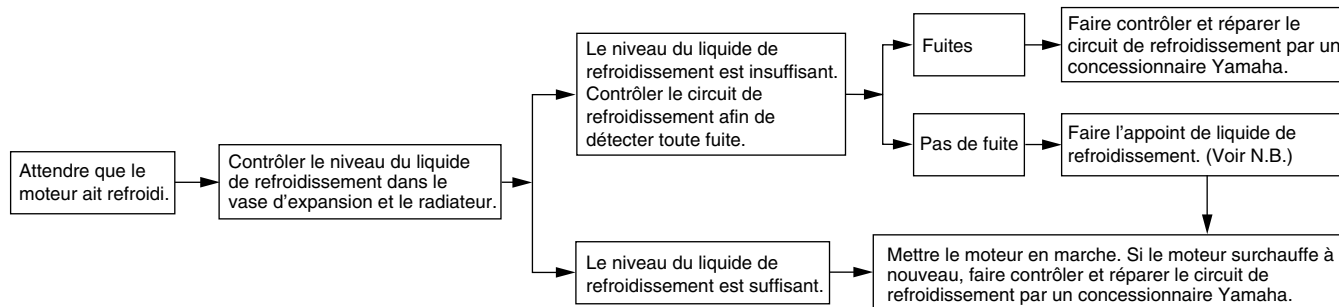 Attendre que le
moteur ait refroidi.
Contrôler le niveau du liquide
de refroidissement dans le
vase d’expansion et le radiateur.
Le niveau du liquide de
refroidissement est insuffisant.
Contrôler le circuit de
refroidissement afin de
détecter toute fuite.
Fuites
Faire contrôler et réparer le
circuit de refroidissement par un
concessionnaire Yamaha.
Pas de fuite
Faire l’appoint de liquide de
refroidissement. (Voir N.B.)
Le niveau du liquide de
refroidissement est suffisant.
Mettre le moteur en marche. Si le moteur surchauffe à
nouveau, faire contrôler et réparer le circuit de
refroidissement par un concessionnaire Yamaha.